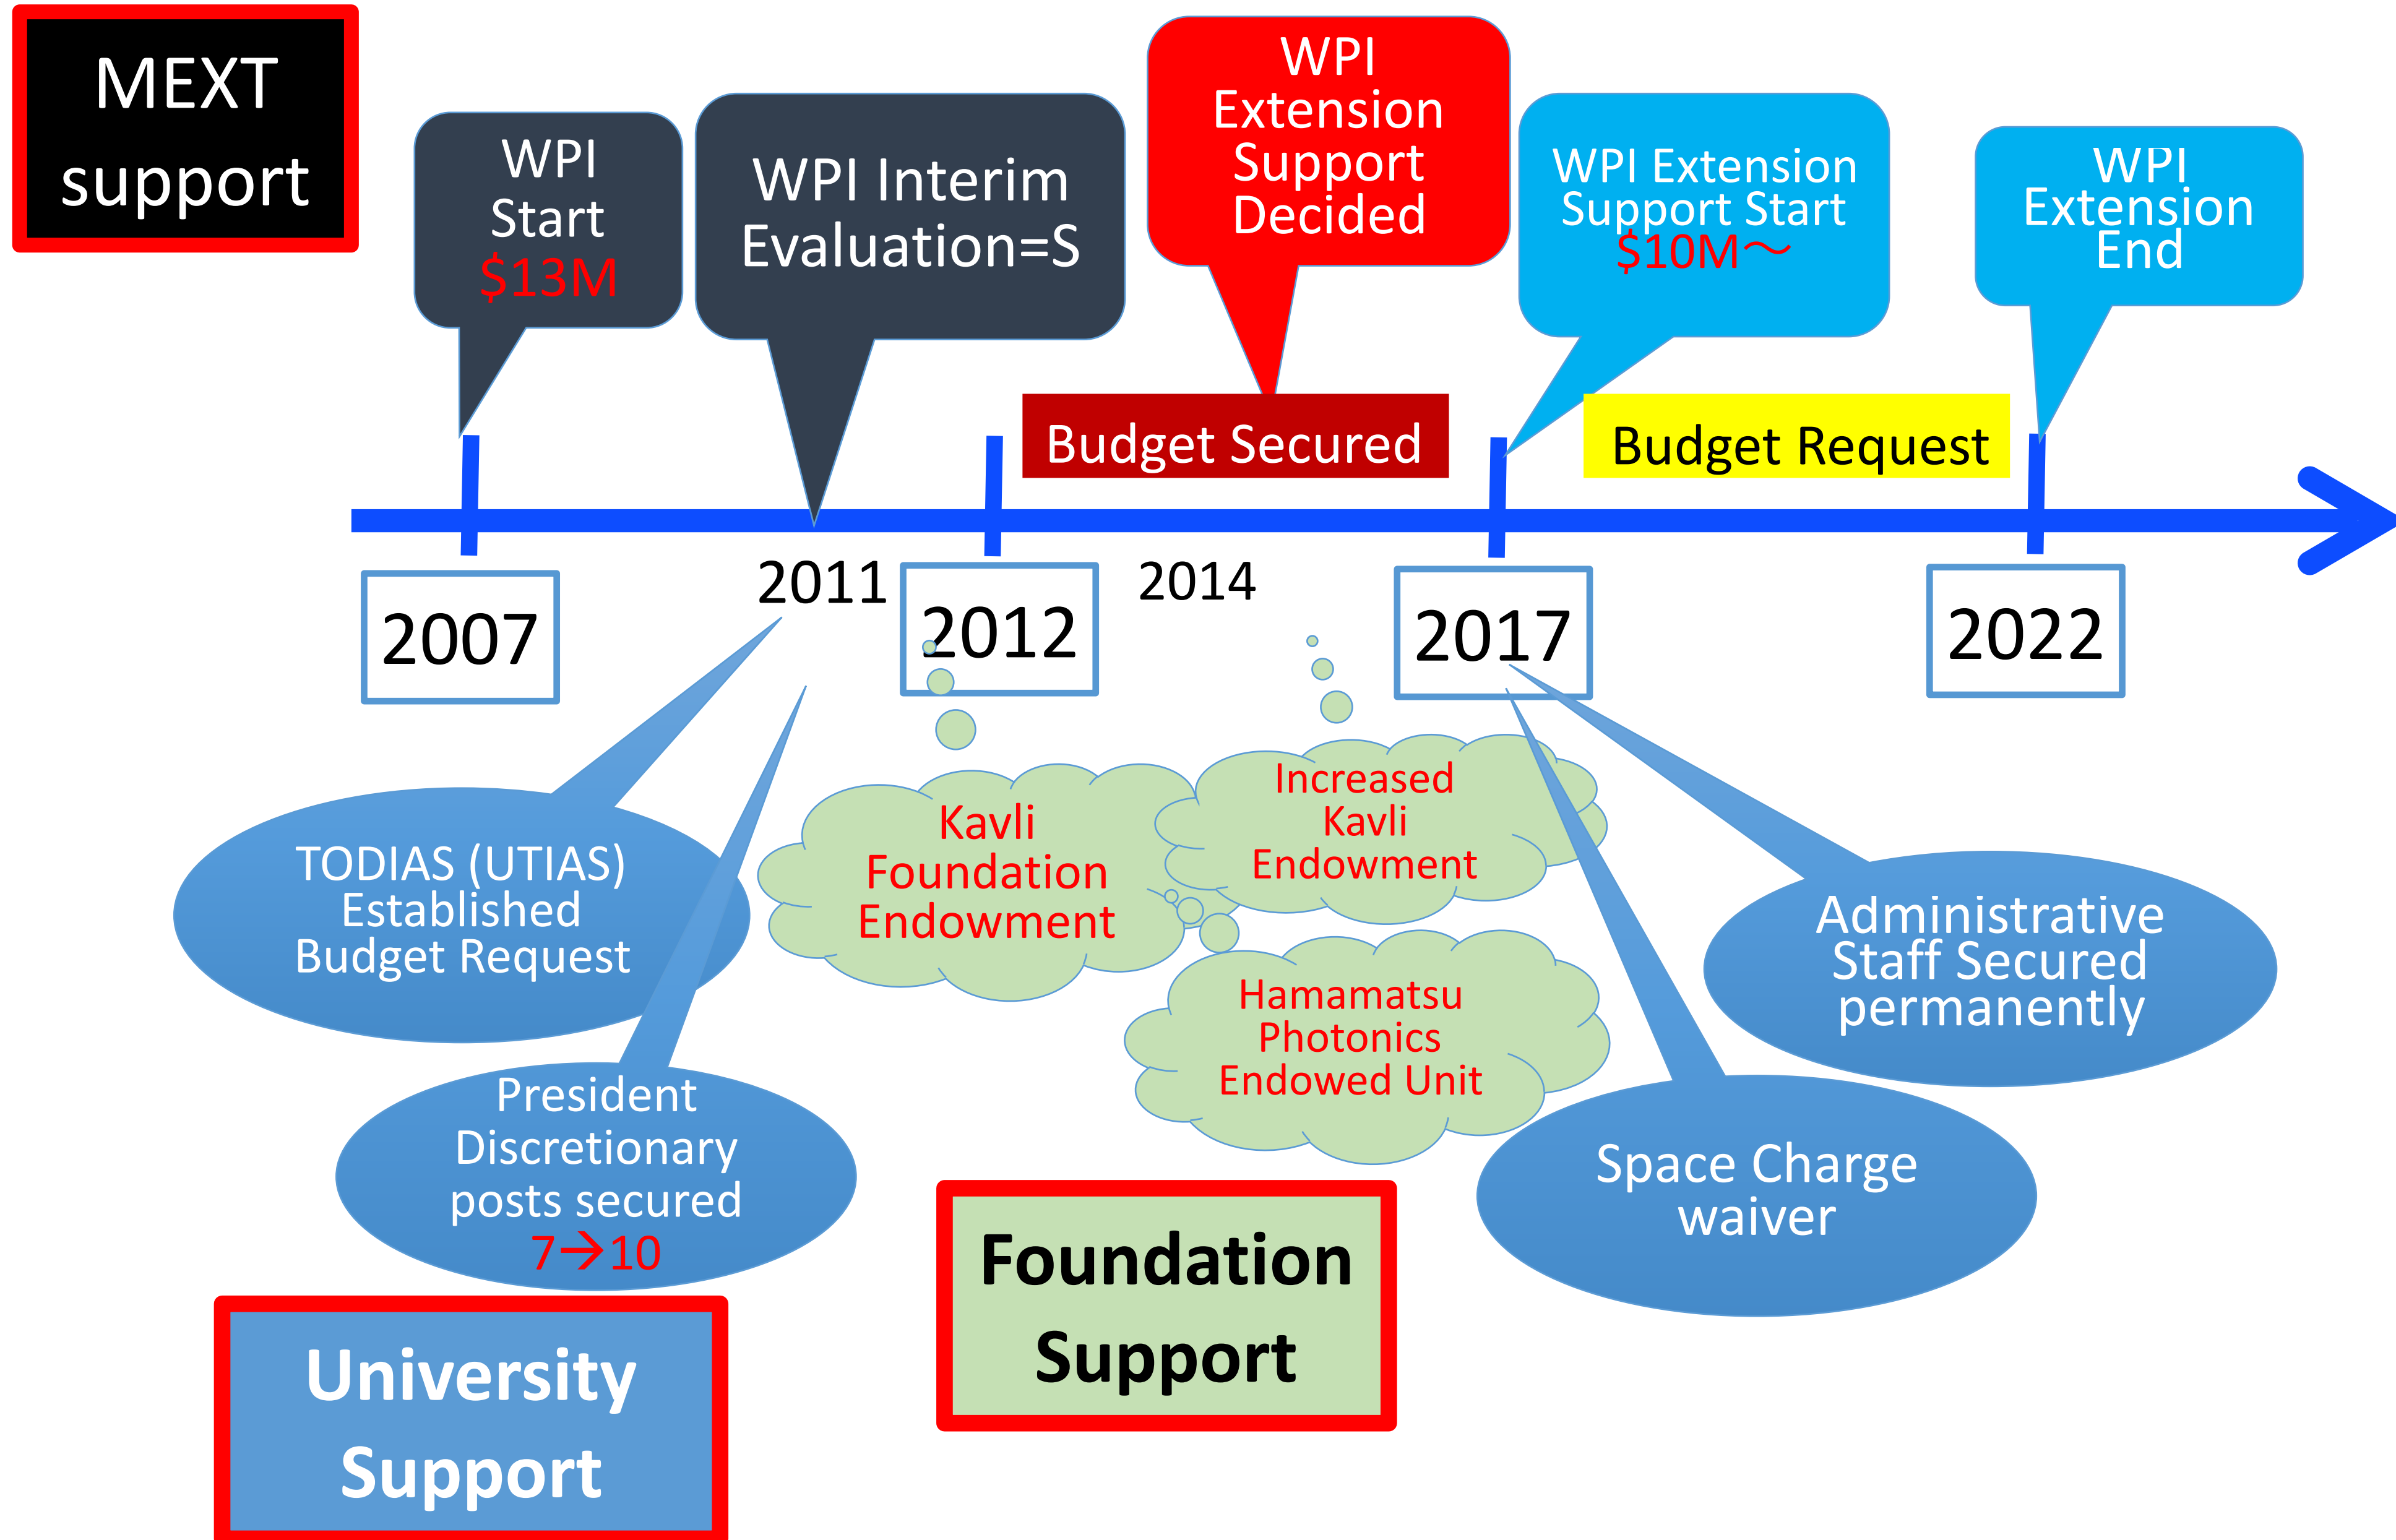 MEXT
support
WPI
Start
$13M
WPI Interim
Evaluation=S
WPI
Extension
Support
Decided
WPI Extension
Support Start
$10M～
WPI
Extension
End
Budget Secured
Budget Request
2007
2011
2012
2014
2017
2022
TODIAS (UTIAS)
Established
Budget Request
President
Discretionary
posts secured
7→10
Kavli
Foundation
Endowment
Increased
Kavli
Endowment
Hamamatsu
Photonics
Endowed Unit
Administrative
Staff Secured
permanently
Space Charge
waiver
University
Support
Foundation
Support